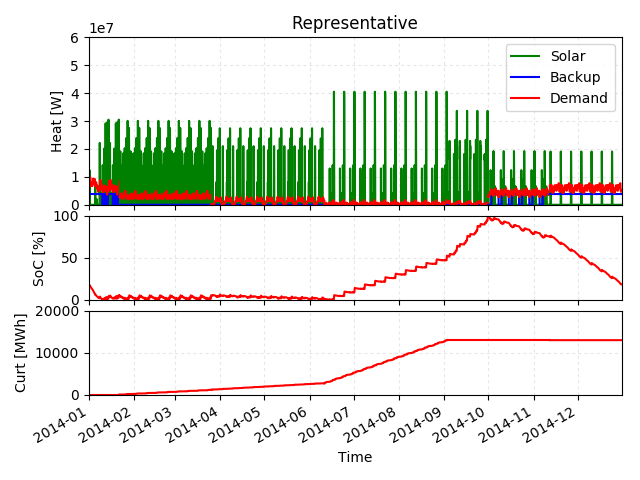 Representative
1e7
6
5
4
3
2
1
0
Heat [W]
Solar
Backup
Demand
100
50
0
SoC [%]
20000
10000
0
Curt [MWh]
2014-01
2014-02
2014-03
2014-04
2014-05
2014-06
2014-07
2014-08
2014-09
2014-10
2014-11
2014-12
Time